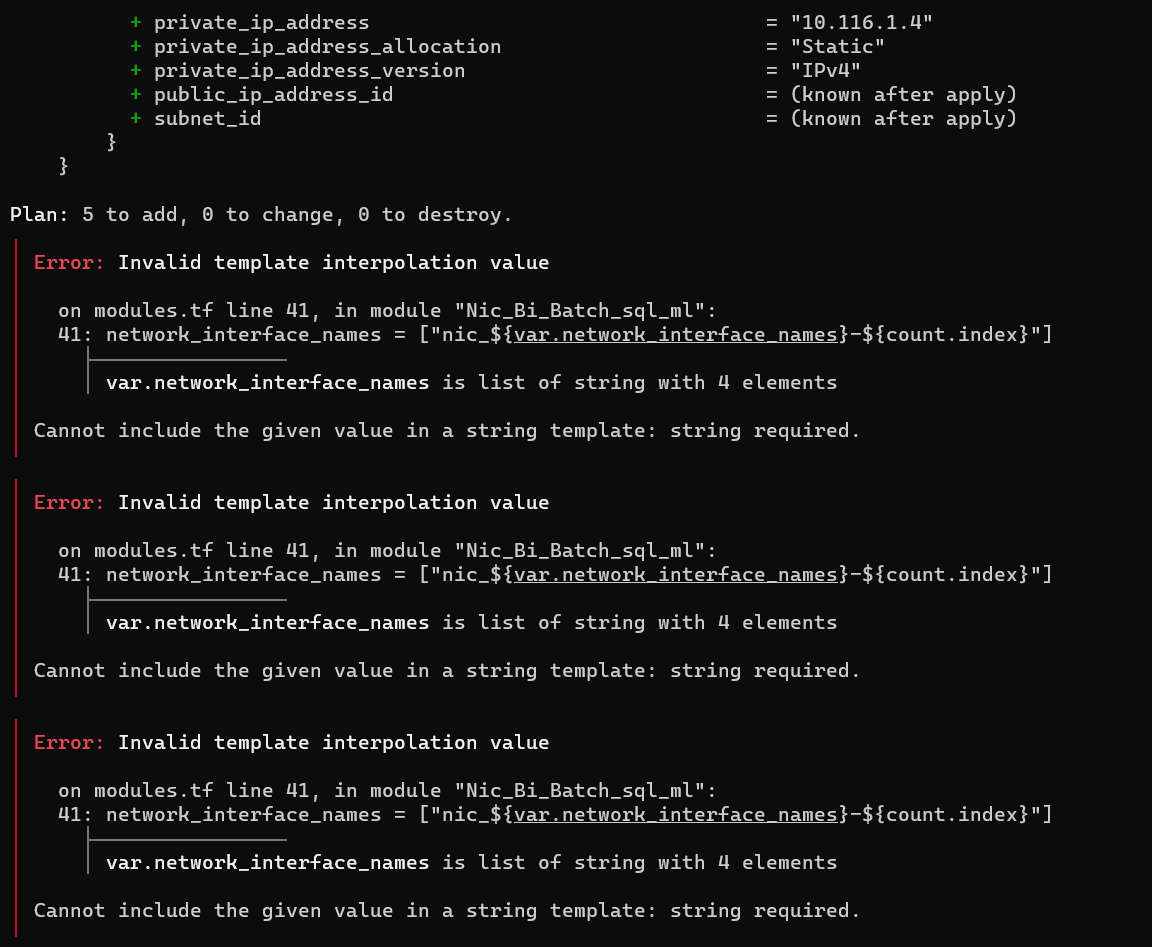 + private_ip_address = "10.116.1.4"
+ private_ip_address_allocation = "Static"
+ private_ip_address_version = "IPv4"
+ public_ip_address_id = (known after apply)
+ subnet_id = (known after apply)
}
}
Plan: 5 to add, 0 to change, 0 to destroy.
Error: Invalid template interpolation value
on modules.tf line 41, in module "Nic_Bi_Batch_sql_ml":
41: network_interface_names = ["nic_${var.network_interface_names}-${count.index}"]
var.network_interface_names is list of string with 4 elements
Cannot include the given value in a string template: string required.
Error: Invalid template interpolation value
on modules.tf line 41, in module "Nic_Bi_Batch_sql_ml":
41: network_interface_names = ["nic_${var.network_interface_names}-${count.index}"]
var.network_interface_names is list of string with 4 elements
Cannot include the given value in a string template: string required.
Error: Invalid template interpolation value
on modules.tf line 41, in module "Nic_Bi_Batch_sql_ml":
41: network_interface_names = ["nic_${var.network_interface_names}-${count.index}"]
var.network_interface_names is list of string with 4 elements
Cannot include the given value in a string template: string required.